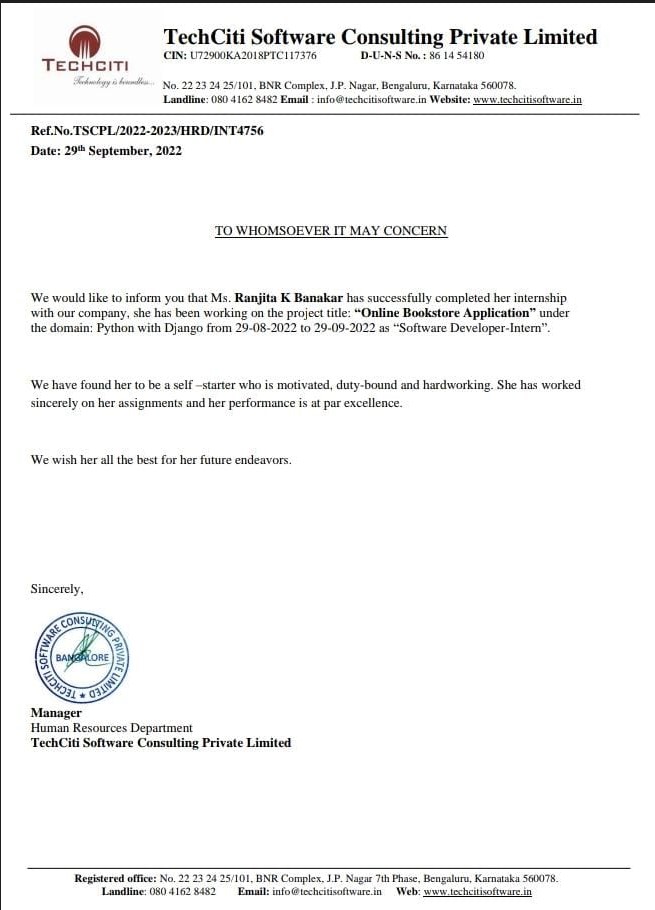 TECHCITI
Technology is boundless...
TechCiti Software Consulting Private Limited
CIN: U72900KA2018PTC117376 D-U-N-S No. : 86 14 54180
No. 22 23 24 25/101, BNR Complex, J.P. Nagar, Bengaluru, Karnataka 560078.
Landline: 080 4162 8482 Email : info@techcitisoftware.in Website: www.techcitisoftware.in
Ref.No.TSCPL/2022-2023/HRD/INT4756
Date: 29th September, 2022
TO WHOMSOEVER IT MAY CONCERN
We would like to inform you that Ms. Ranjita K Banakar has successfully completed her internship
with our company, she has been working on the project title: “Online Bookstore Application” under
the domain: Python with Django from 29-08-2022 to 29-09-2022 as “Software Developer-Intern”.
We have found her to be a self –starter who is motivated, duty-bound and hardworking. She has worked
sincerely on her assignments and her performance is at par excellence.
We wish her all the best for her future endeavors.
Sincerely,
TECHCITI SOFTWARE CONSULTING PRIVATE LIMITED
BANGALORE
Manager
Human Resources Department
TechCiti Software Consulting Private Limited
Registered office: No. 22 23 24 25/101, BNR Complex, J.P. Nagar 7th Phase, Bengaluru, Karnataka 560078.
Landline: 080 4162 8482 Email: info@techcitisoftware.in Web: www.techcitisoftware.in